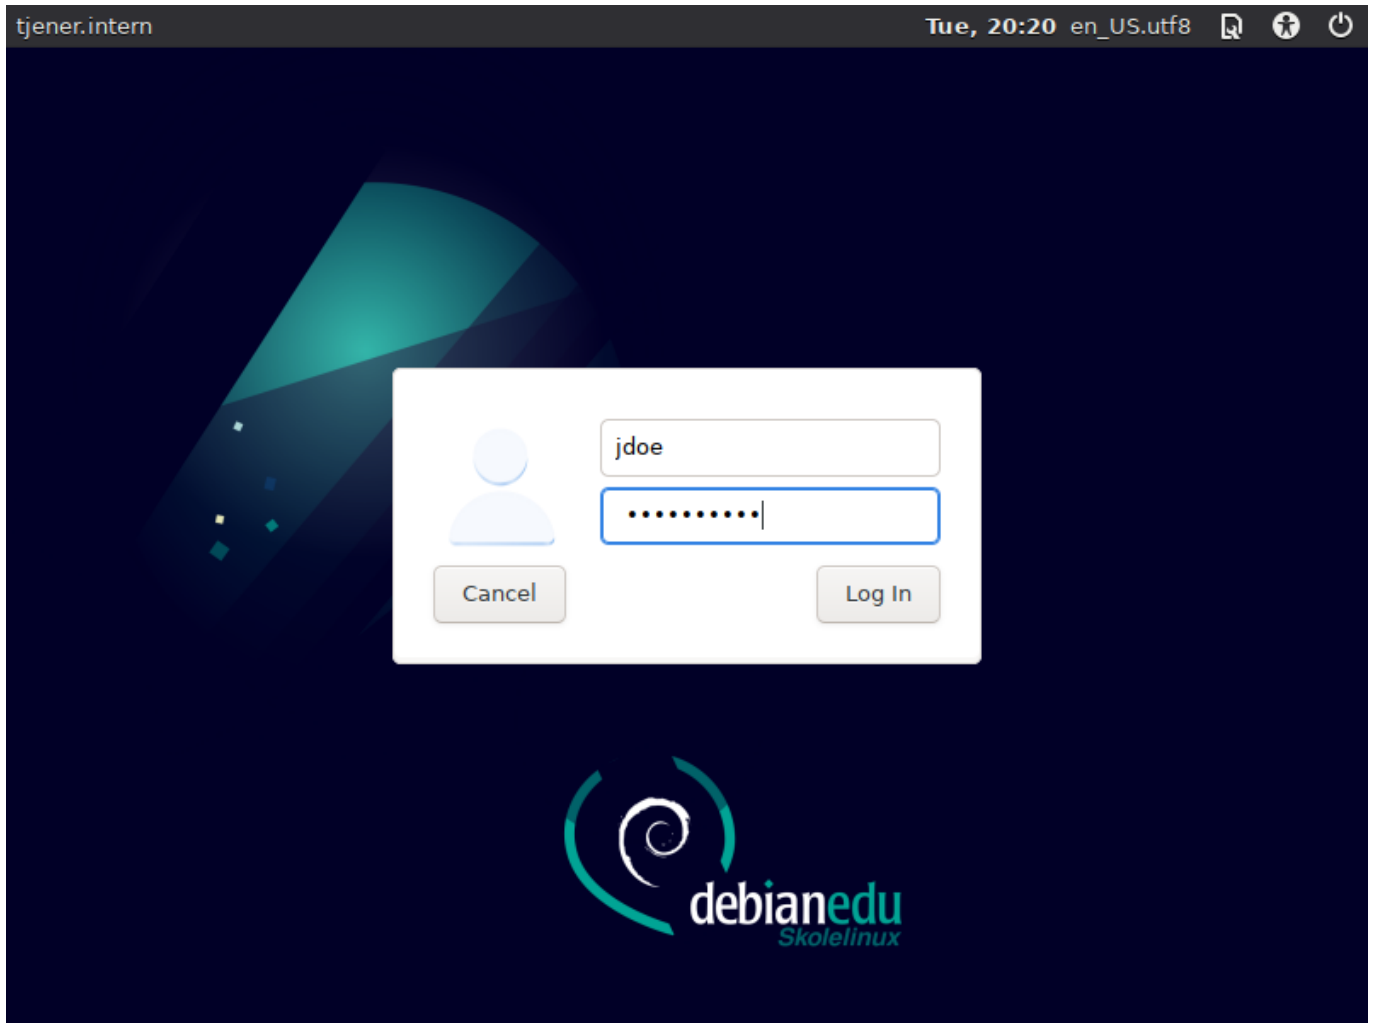 tjener.intern
Tue, 20:20 en_US.utf8
jdoe
••••••••••
Cancel
Log In
debianedu
Skolelinux